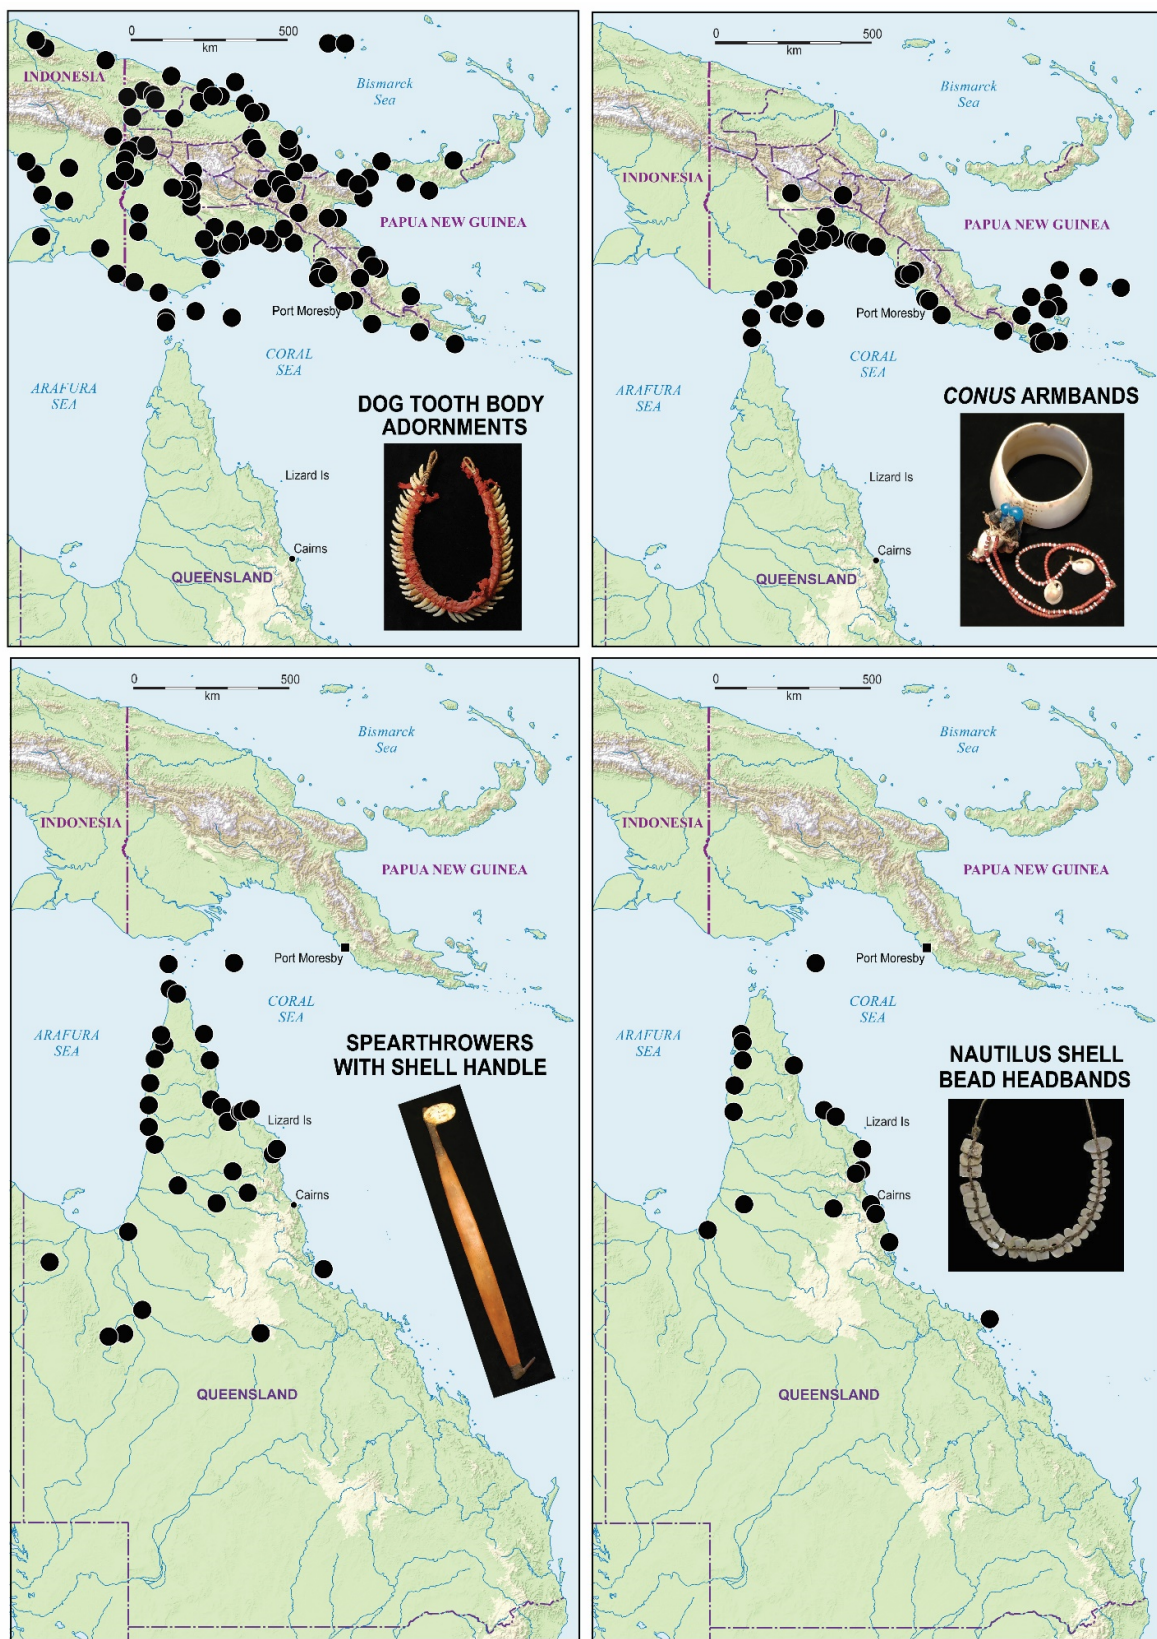 0 500
km
INDONESIA
Bismarck
Sea
PAPUA NEW GUINEA
Port Moresby
CORAL
SEA
ARAFURA
SEA
DOG TOOTH BODY
ADORNMENTS
Lizard Is
Cairns
QUEENSLAND
0 500
km
Bismarck
Sea
INDONESIA
PAPUA NEW GUINEA
Port Moresby
CORAL
SEA
ARAFURA
SEA
CONUS ARMBANDS
Lizard Is
Cairns
QUEENSLAND
0 500
km
Bismarck
Sea
INDONESIA
PAPUA NEW GUINEA
Port Moresby
CORAL
SEA
ARAFURA
SEA
SPEARTHROWERS
WITH SHELL HANDLE
Lizard Is
Cairns
QUEENSLAND
0 500
km
Bismarck
Sea
INDONESIA
PAPUA NEW GUINEA
Port Moresby
CORAL
SEA
ARAFURA
SEA
NAUTILUS SHELL
BEAD HEADBANDS
Lizard Is
Cairns
QUEENSLAND